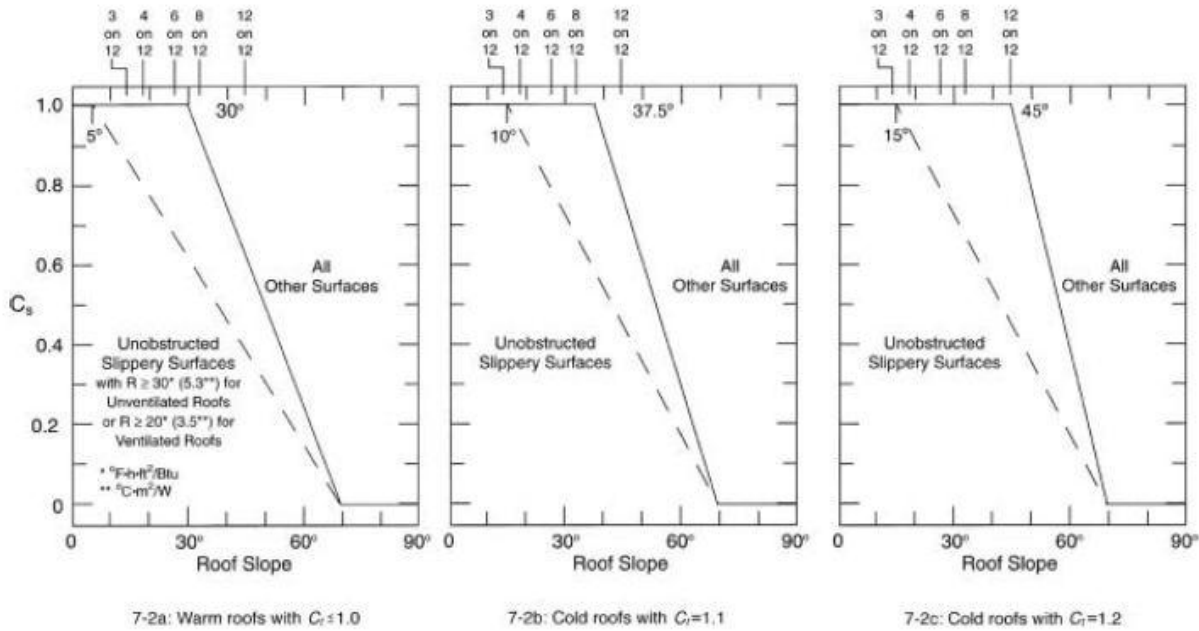 3 4 6 8 12
on on on on on
12 12 12 12 12
1.0
0.8
0.6
C_s
0.4
0.2
0
5°
30°
All
Other Surfaces
Unobstructed
Slippery Surfaces
with R ≥ 30* (5.3**) for
Unventilated Roofs
or R ≥ 20* (3.5**) for
Ventilated Roofs
* °F·h·ft²/Btu
** °C·m²/W
0 30° 60° 90°
Roof Slope
7-2a: Warm roofs with C_t ≤ 1.0
3 4 6 8 12
on on on on on
12 12 12 12 12
10°
37.5°
All
Other Surfaces
Unobstructed
Slippery Surfaces
0 30° 60° 90°
Roof Slope
7-2b: Cold roofs with C_t=1.1
3 4 6 8 12
on on on on on
12 12 12 12 12
15°
45°
All
Other Surfaces
Unobstructed
Slippery Surfaces
0 30° 60° 90°
Roof Slope
7-2c: Cold roofs with C_t=1.2